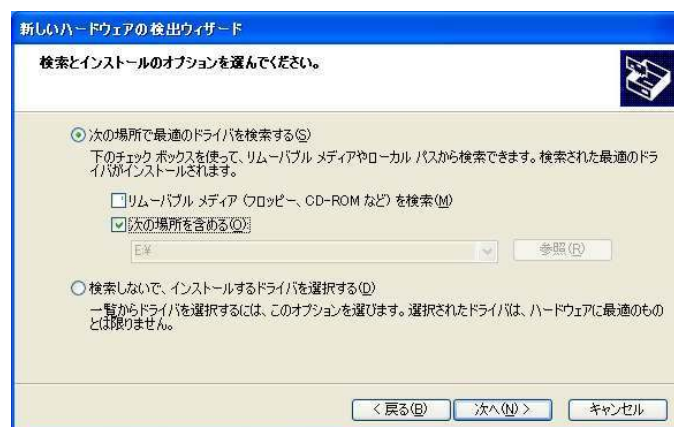 新しいハードウェアの検出ウィザード
検索とインストールのオプションを選んでください。
次の場所で最適のドライバを検索する(S)
下のチェック ボックスを使って、リムーバブル メディアやローカル パスから検索できます。検索された最適のドラ
イバがインストールされます。
リムーバブル メディア (フロッピー、CD-ROM など) を検索(M)
次の場所を含める(O):
E:¥
参照(R)
検索しないで、インストールするドライバを選択する(D)
一覧からドライバを選択するには、このオプションを選びます。選択されたドライバは、ハードウェアに最適のもの
とは限りません。
< 戻る(B) 次へ(N) > キャンセル